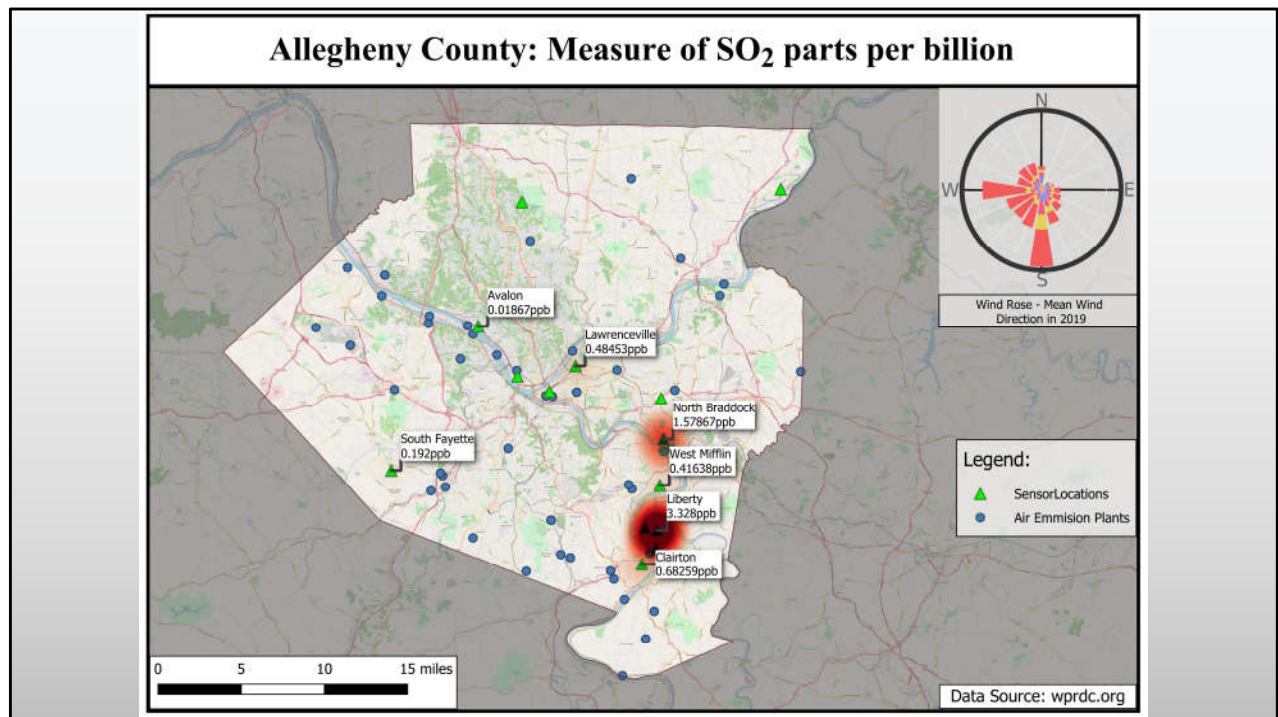 Allegheny County: Measure of SO2 parts per billion
N
W
E
S
Wind Rose - Mean Wind
Direction in 2019
Avalon
0.01867ppb
Lawrenceville
0.48453ppb
North Braddock
1.57867ppb
South Fayette
0.192ppb
West Mifflin
0.41638ppb
Liberty
3.328ppb
Clairton
0.68259ppb
Legend:
SensorLocations
Air Emmision Plants
0 5 10 15 miles
Data Source: wprdc.org